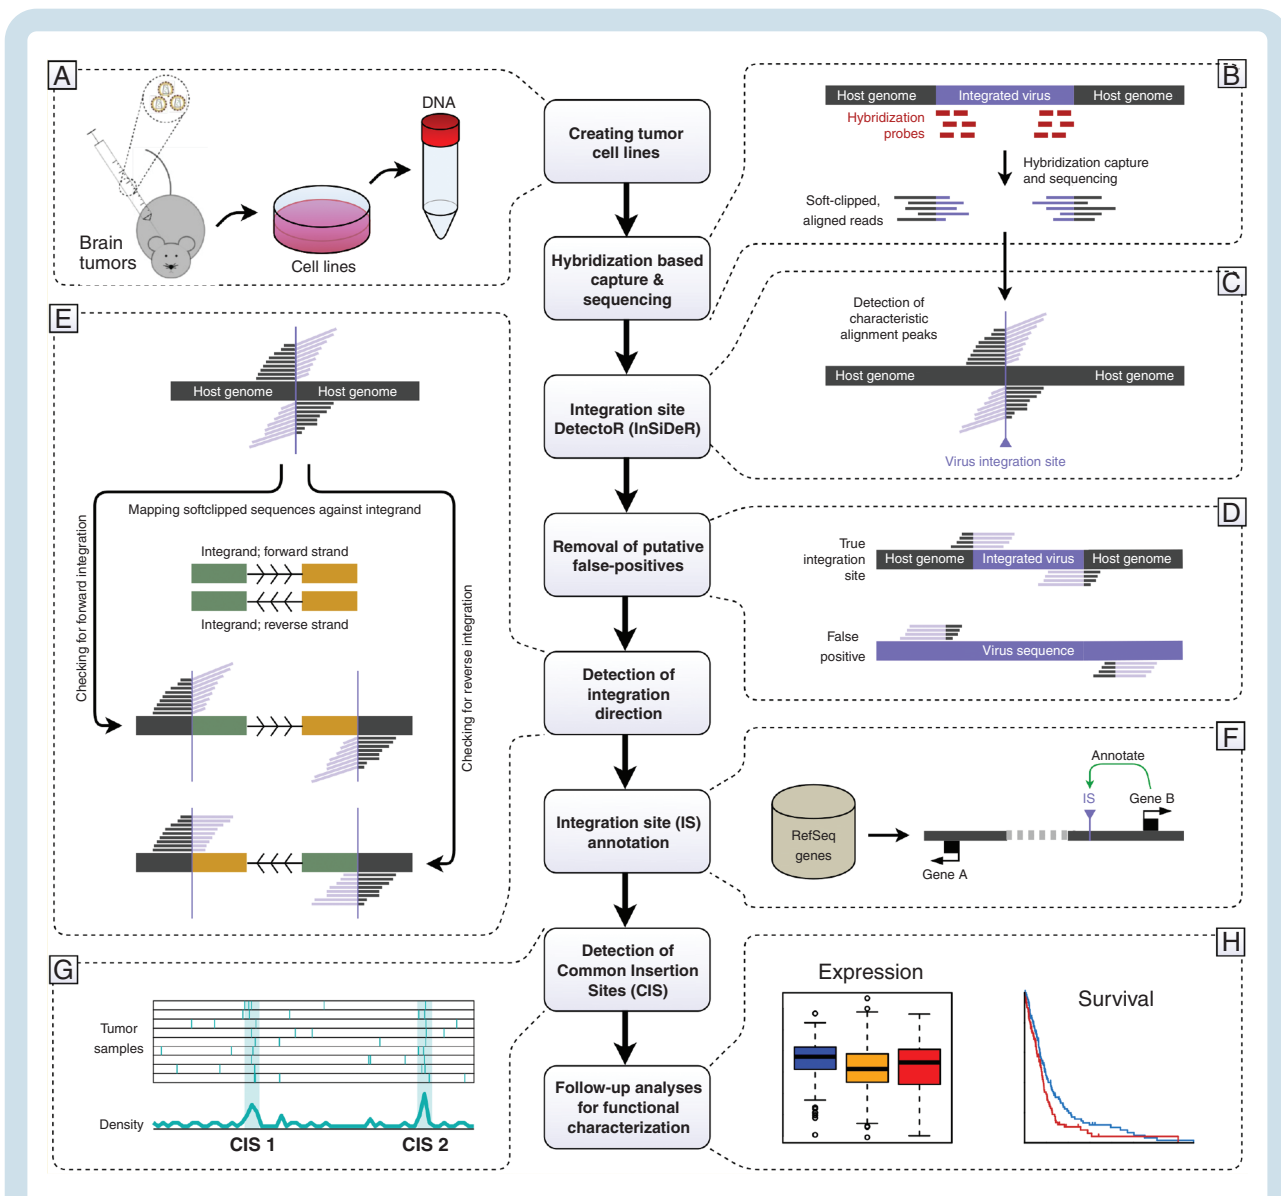 A
DNA
Brain
tumors
Cell lines
Creating tumor
cell lines
B
Host genome
Integrated virus
Host genome
Hybridization
probes
Hybridization capture
and sequencing
Soft-clipped,
aligned reads
Hybridization based
capture &
sequencing
C
Detection of
characteristic
alignment peaks
Host genome
Host genome
Virus integration site
Integration site
DetectoR (InSiDeR)
D
True
integration
site
Host genome
Integrated virus
Host genome
False
positive
Virus sequence
Removal of putative
false-positives
E
Host genome
Host genome
Mapping softclipped sequences against integrand
Integrand; forward strand
Integrand; reverse strand
Checking for forward integration
Checking for reverse integration
Detection of
integration
direction
F
RefSeq
genes
Annotate
IS
Gene B
Gene A
Integration site (IS)
annotation
G
Tumor
samples
Density
CIS 1
CIS 2
Detection of
Common Insertion
Sites (CIS)
H
Expression
Survival
Follow-up analyses
for functional
characterization